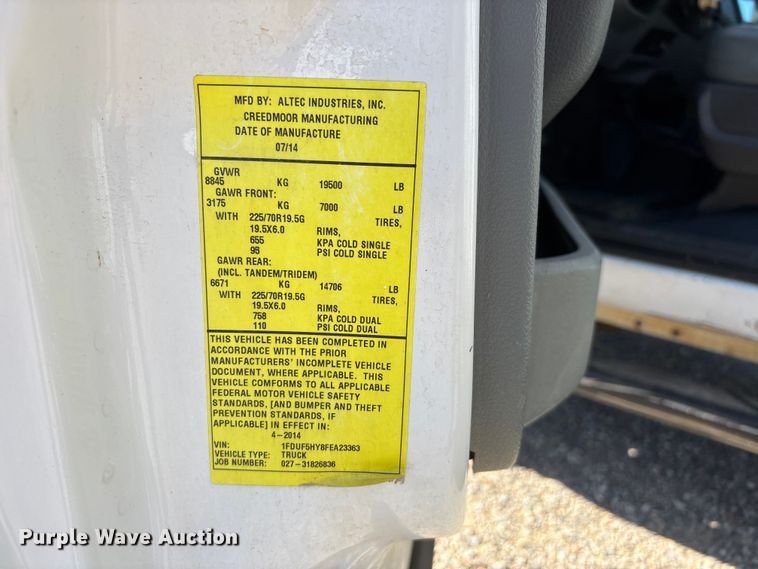 MFD BY: ALTEC INDUSTRIES, INC.
CREEDMOOR MANUFACTURING
DATE OF MANUFACTURE
07/14
GVWR
8845 KG 19500 LB
GAWR FRONT:
3175 KG 7000 LB
WITH 225/70R19.5G TIRES,
19.5X6.0 RIMS,
655 KPA COLD SINGLE
95 PSI COLD SINGLE
GAWR REAR:
(INCL. TANDEM/TRIDEM)
6671 KG 14706 LB
WITH 225/70R19.5G TIRES,
19.5X6.0 RIMS,
758 KPA COLD DUAL
110 PSI COLD DUAL
THIS VEHICLE HAS BEEN COMPLETED IN
ACCORDANCE WITH THE PRIOR
MANUFACTURERS' INCOMPLETE VEHICLE
DOCUMENT, WHERE APPLICABLE. THIS
VEHICLE COMFORMS TO ALL APPLICABLE
FEDERAL MOTOR VEHICLE SAFETY
STANDARDS, [AND BUMPER AND THEFT
PREVENTION STANDARDS, IF
APPLICABLE] IN EFFECT IN:
4-2014
VIN: 1FDUF5HY8FEA23363
VEHICLE TYPE: TRUCK
JOB NUMBER: 027-31826836
Purple Wave Auction